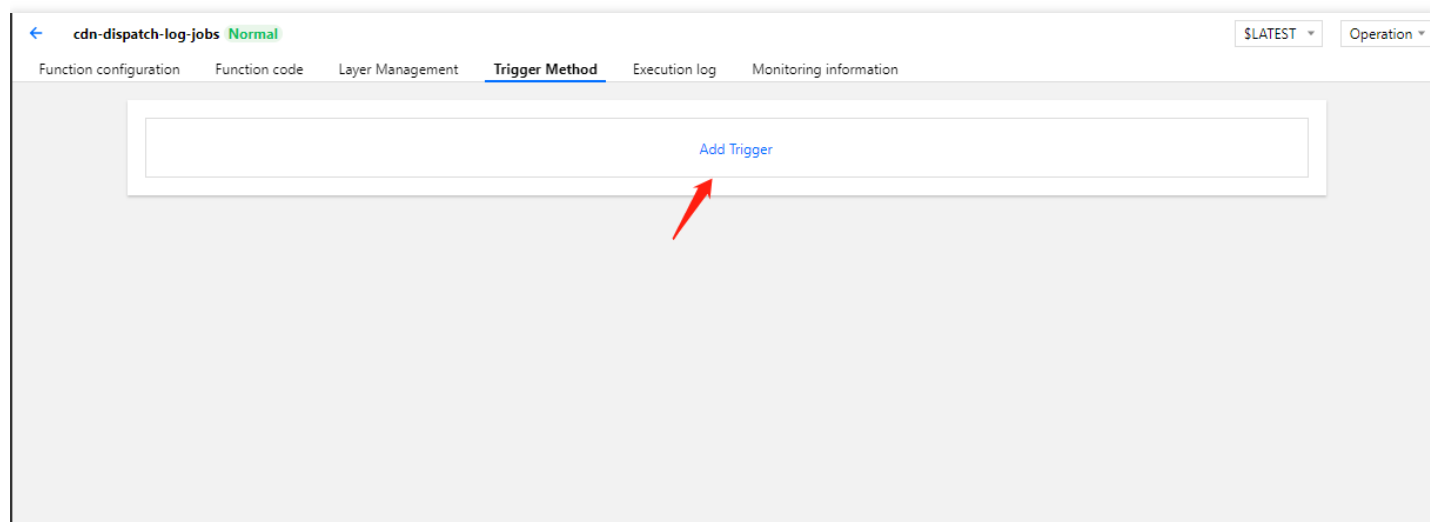 cdn-dispatch-log-jobs Normal $LATEST Operation
Function configuration Function code Layer Management Trigger Method Execution log Monitoring information
Add Trigger